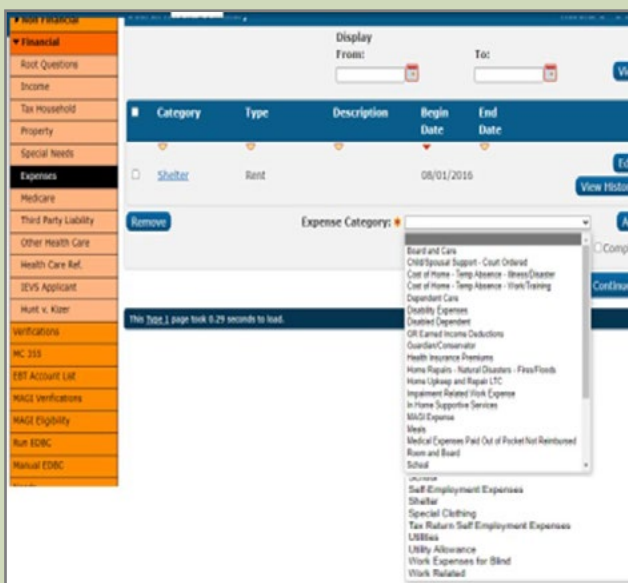 Non Financial
Financial
Root Questions
Income
Tax Household
Property
Special Needs
Expenses
Medicare
Third Party Liability
Other Health Care
Health Care Ref.
IEVS Applicant
Hunt v. Kizer
Verifications
MC 355
EBT Account List
MAGI Verifications
MAGI Eligibility
Run EDBC
Manual EDBC
Display
From:
To:
Category
Type
Description
Begin
Date
End
Date
Shelter
Rent
08/01/2016
View Histor
Remove
Expense Category:
Comp
Continue
This Type 1 page took 0.29 seconds to load.
Board and Care
Child/Spousal Support - Court Ordered
Cost of Home - Temp Absence - Illness/Disaster
Cost of Home - Temp Absence - Work/Training
Dependent Care
Disability Expenses
Disabled Dependent
GR Earned Income Deductions
Guardian/Conservator
Health Insurance Premiums
Home Repairs - Natural Disasters - Fires/Floods
Home Upkeep and Repair LTC
Impairment Related Work Expense
In Home Supportive Services
MAGI Expense
Meals
Medical Expenses Paid Out of Pocket Not Reimbursed
Room and Board
School
School
Self-Employment Expenses
Shelter
Special Clothing
Tax Return Self Employment Expenses
Utilities
Utility Allowance
Work Expenses for Blind
Work Related